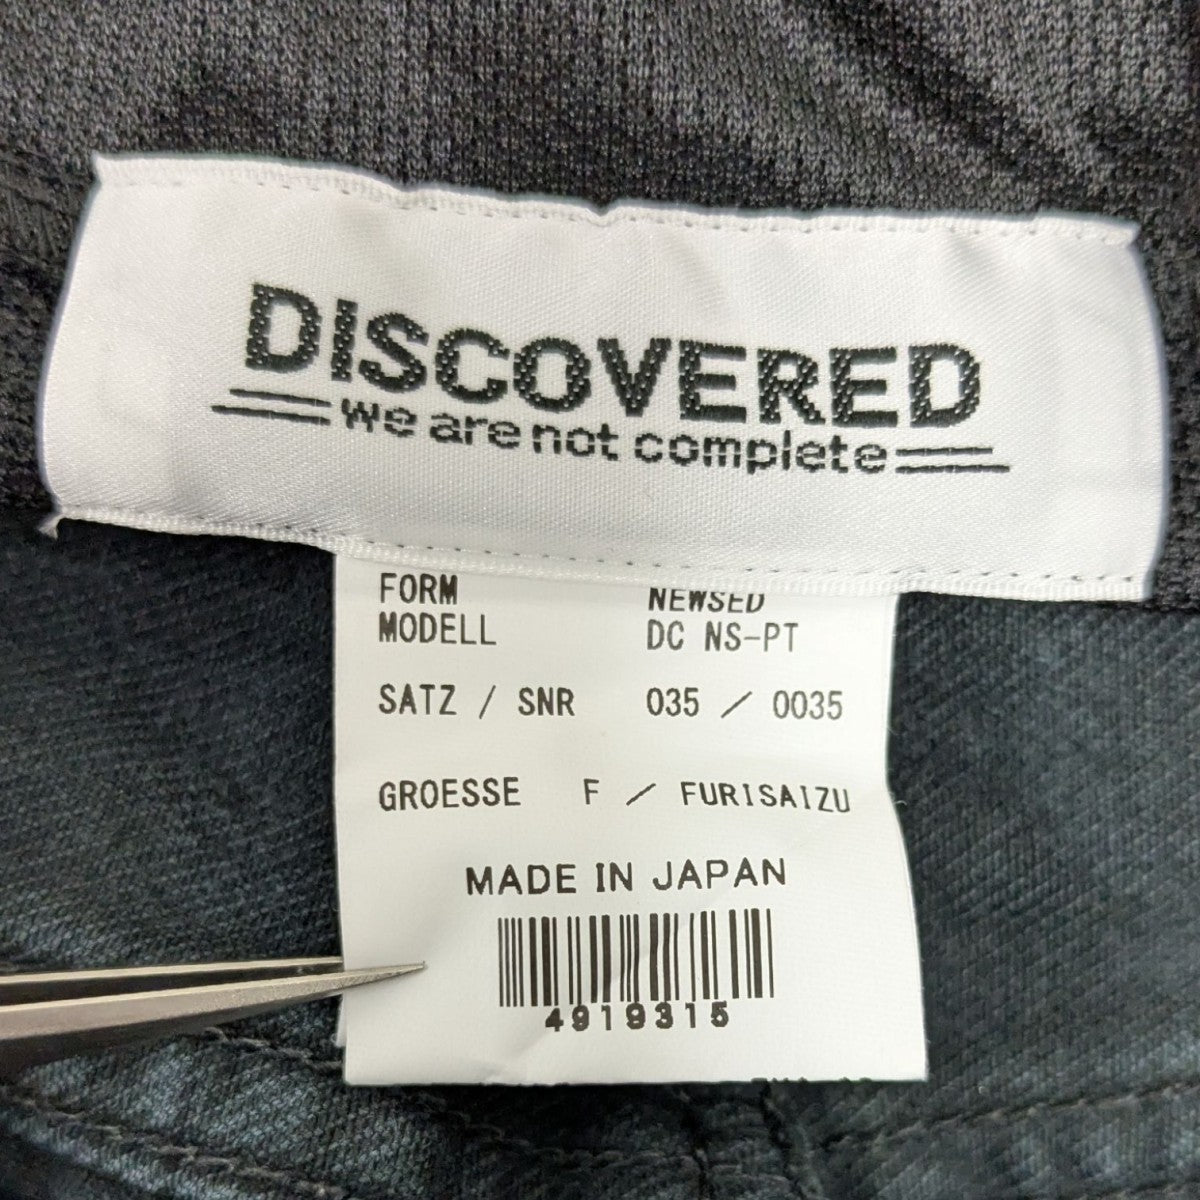 DISCOVERED
we are not complete
FORM NEWSED
MODELL DC NS-PT
SATZ / SNR 035 / 0035
GROESSE F / FURISAIZU
MADE IN JAPAN
4919315